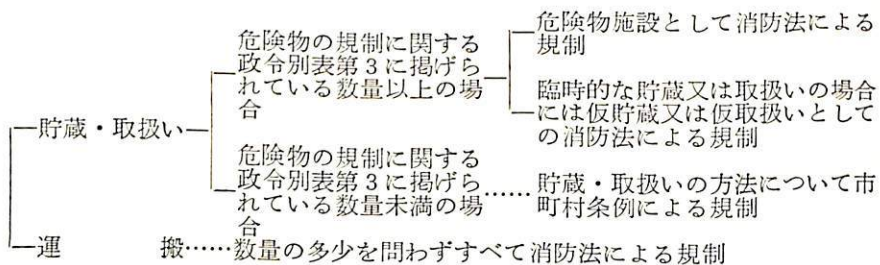 危険物の規制に関する
政令別表第3に掲げら
れている数量以上の場
合
危険物施設として消防法による
規制
臨時的な貯蔵又は取扱いの場合
には仮貯蔵又は仮取扱いとして
の消防法による規制
貯蔵・取扱い
危険物の規制に関する
政令別表第3に掲げら
れている数量未満の場
合
……貯蔵・取扱いの方法について市
町村条例による規制
運搬……数量の多少を問わずすべて消防法による規制